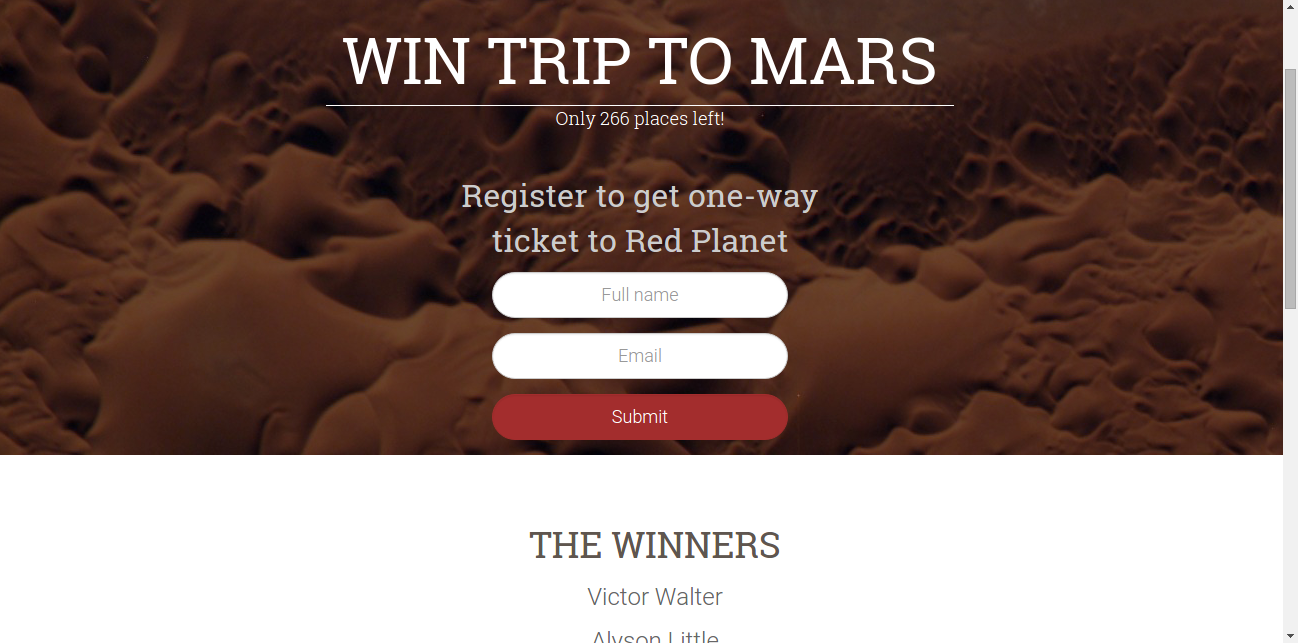 WIN TRIP TO MARS
Only 266 places left!
Register to get one-way
ticket to Red Planet
Full name
Email
Submit
THE WINNERS
Victor Walter
Alyson Little